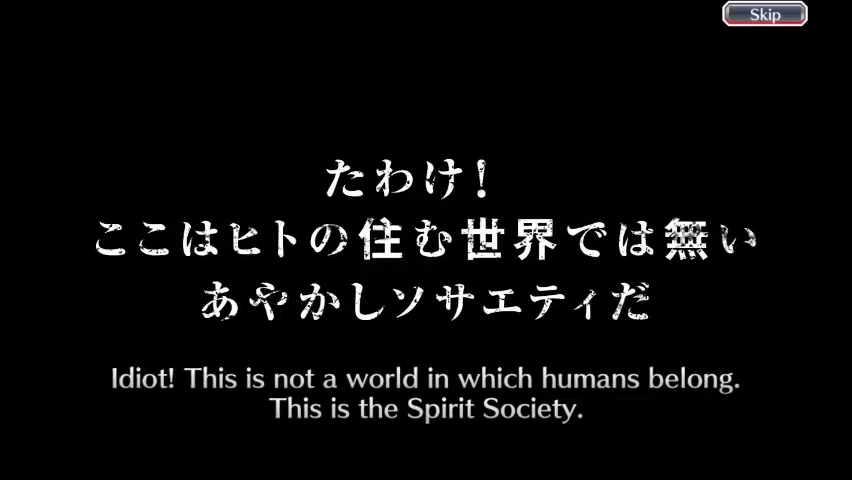 Skip
たわけ!
ここはヒトの住む世界では無い
あやかしソサエティだ
Idiot! This is not a world in which humans belong.
This is the Spirit Society.